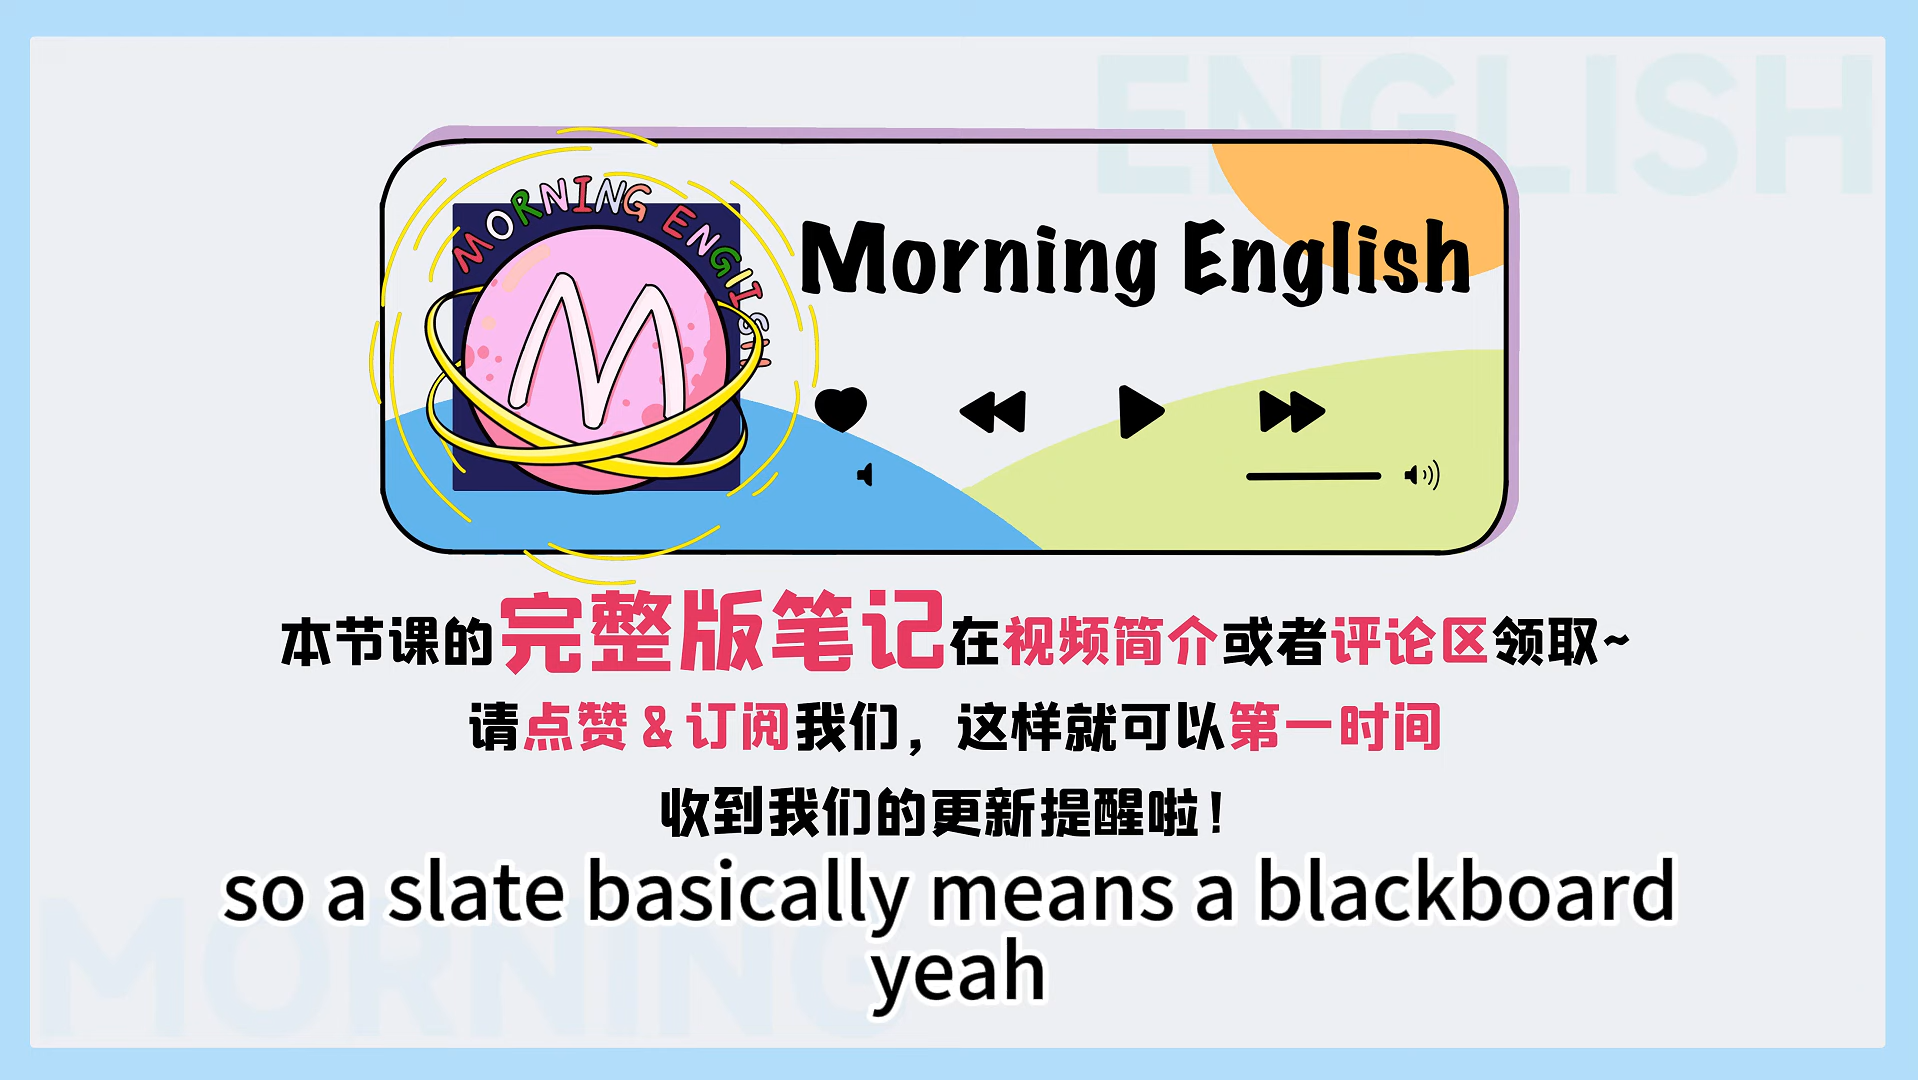 ENGLISH
MORNING ENGLISH
M
Morning English
本节课的完整版笔记在视频简介或者评论区领取~
请点赞&订阅我们，这样就可以第一时间
收到我们的更新提醒啦！
so a slate basically means a blackboard
yeah
MORNING